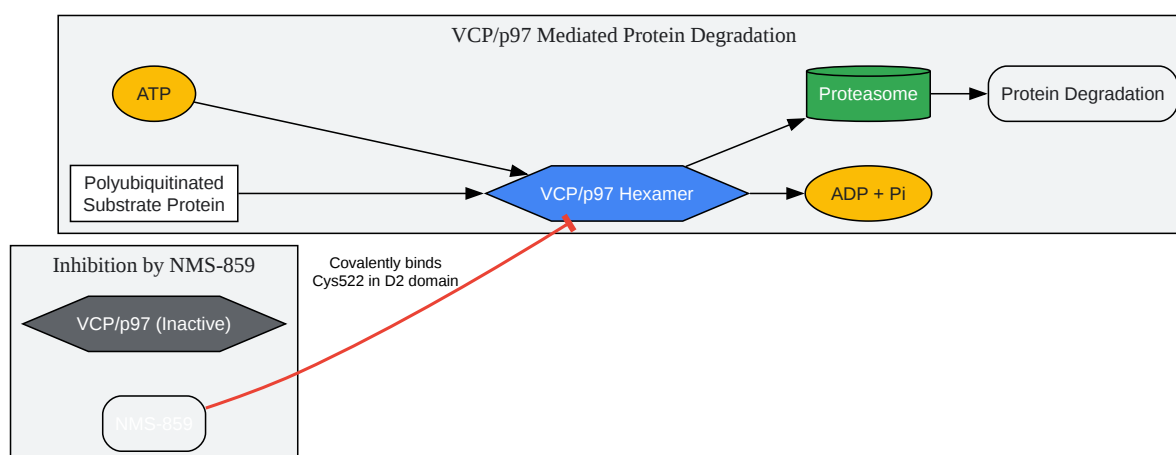 VCP/p97 Mediated Protein Degradation
ATP
Proteasome
Protein Degradation
Polyubiquitinated
Substrate Protein
VCP/p97 Hexamer
ADP + Pi
Inhibition by NMS-859
Covalently binds
Cys522 in D2 domain
VCP/p97 (Inactive)
NMS-859